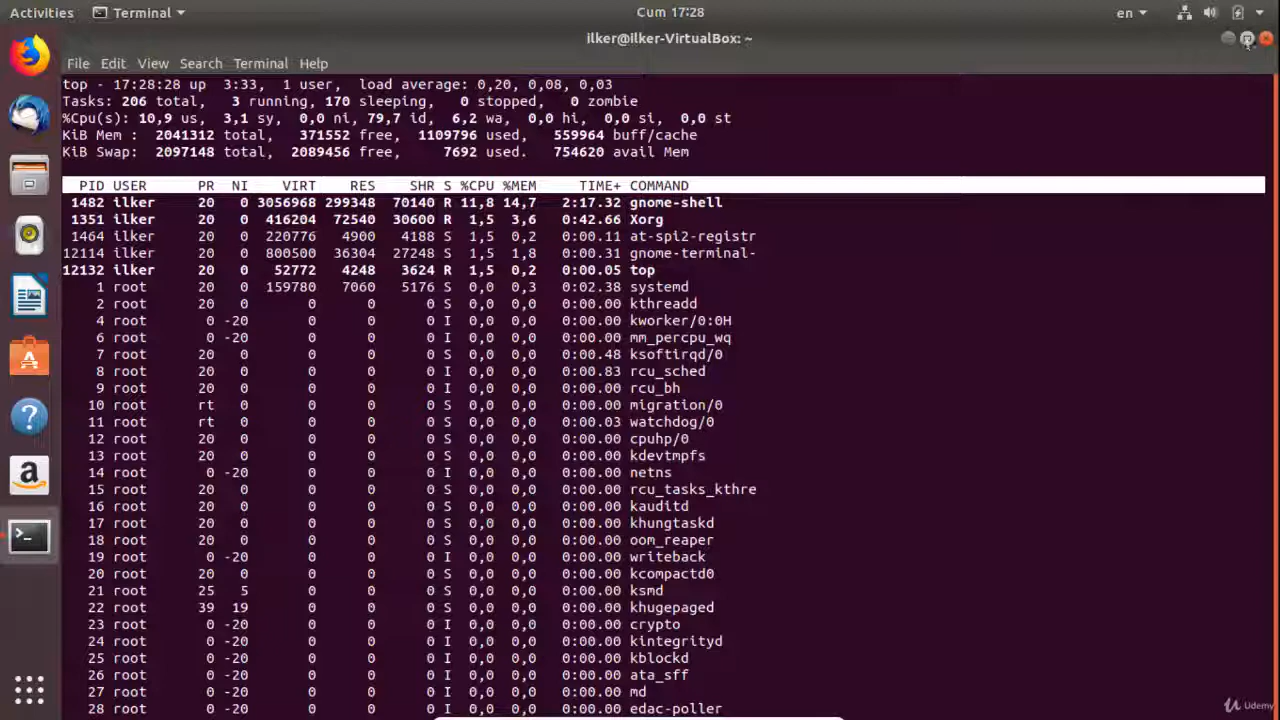 Activities Terminal Cum 17:28 en
ilker@ilker-VirtualBox: ~
File Edit View Search Terminal Help
top - 17:28:28 up  3:33,  1 user,  load average: 0,20, 0,08, 0,03
Tasks: 206 total,   3 running, 170 sleeping,   0 stopped,   0 zombie
%Cpu(s): 10,9 us,  3,1 sy,  0,0 ni, 79,7 id,  6,2 wa,  0,0 hi,  0,0 si,  0,0 st
KiB Mem :  2041312 total,   371552 free,  1109796 used,   559964 buff/cache
KiB Swap:  2097148 total,  2089456 free,     7692 used.   754620 avail Mem
PID USER PR NI VIRT RES SHR S %CPU %MEM TIME+ COMMAND
1482 ilker 20 0 3056968 299348 70140 R 11,8 14,7 2:17.32 gnome-shell
1351 ilker 20 0 416204 72540 30600 R 1,5 3,6 0:42.66 Xorg
1464 ilker 20 0 220776 4900 4188 S 1,5 0,2 0:00.11 at-spi2-registr
12114 ilker 20 0 800500 36304 27248 S 1,5 1,8 0:00.31 gnome-terminal-
12132 ilker 20 0 52772 4248 3624 R 1,5 0,2 0:00.05 top
1 root 20 0 159780 7060 5176 S 0,0 0,3 0:02.38 systemd
2 root 20 0 0 0 0 S 0,0 0,0 0:00.00 kthreadd
4 root 0 -20 0 0 0 I 0,0 0,0 0:00.00 kworker/0:0H
6 root 0 -20 0 0 0 I 0,0 0,0 0:00.00 mm_percpu_wq
7 root 20 0 0 0 0 S 0,0 0,0 0:00.48 ksoftirqd/0
8 root 20 0 0 0 0 I 0,0 0,0 0:00.83 rcu_sched
9 root 20 0 0 0 0 I 0,0 0,0 0:00.00 rcu_bh
10 root rt 0 0 0 0 S 0,0 0,0 0:00.00 migration/0
11 root rt 0 0 0 0 S 0,0 0,0 0:00.03 watchdog/0
12 root 20 0 0 0 0 S 0,0 0,0 0:00.00 cpuhp/0
13 root 20 0 0 0 0 S 0,0 0,0 0:00.00 kdevtmpfs
14 root 0 -20 0 0 0 I 0,0 0,0 0:00.00 netns
15 root 20 0 0 0 0 S 0,0 0,0 0:00.00 rcu_tasks_kthre
16 root 20 0 0 0 0 S 0,0 0,0 0:00.00 kauditd
17 root 20 0 0 0 0 S 0,0 0,0 0:00.00 khungtaskd
18 root 20 0 0 0 0 S 0,0 0,0 0:00.00 oom_reaper
19 root 0 -20 0 0 0 I 0,0 0,0 0:00.00 writeback
20 root 20 0 0 0 0 S 0,0 0,0 0:00.00 kcompactd0
21 root 25 5 0 0 0 S 0,0 0,0 0:00.00 ksmd
22 root 39 19 0 0 0 S 0,0 0,0 0:00.00 khugepaged
23 root 0 -20 0 0 0 I 0,0 0,0 0:00.00 crypto
24 root 0 -20 0 0 0 I 0,0 0,0 0:00.00 kintegrityd
25 root 0 -20 0 0 0 I 0,0 0,0 0:00.00 kblockd
26 root 0 -20 0 0 0 I 0,0 0,0 0:00.00 ata_sff
27 root 0 -20 0 0 0 I 0,0 0,0 0:00.00 md
28 root 0 -20 0 0 0 I 0,0 0,0 0:00.00 edac-poller
Udemy